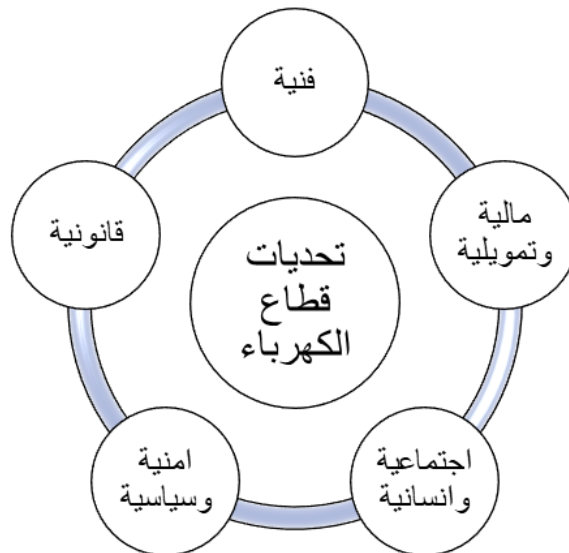 فنية
مالية
وتمويلية
اجتماعية
وانسانية
امنية
وسياسية
قانونية
تحديات
قطاع
الكهرباء